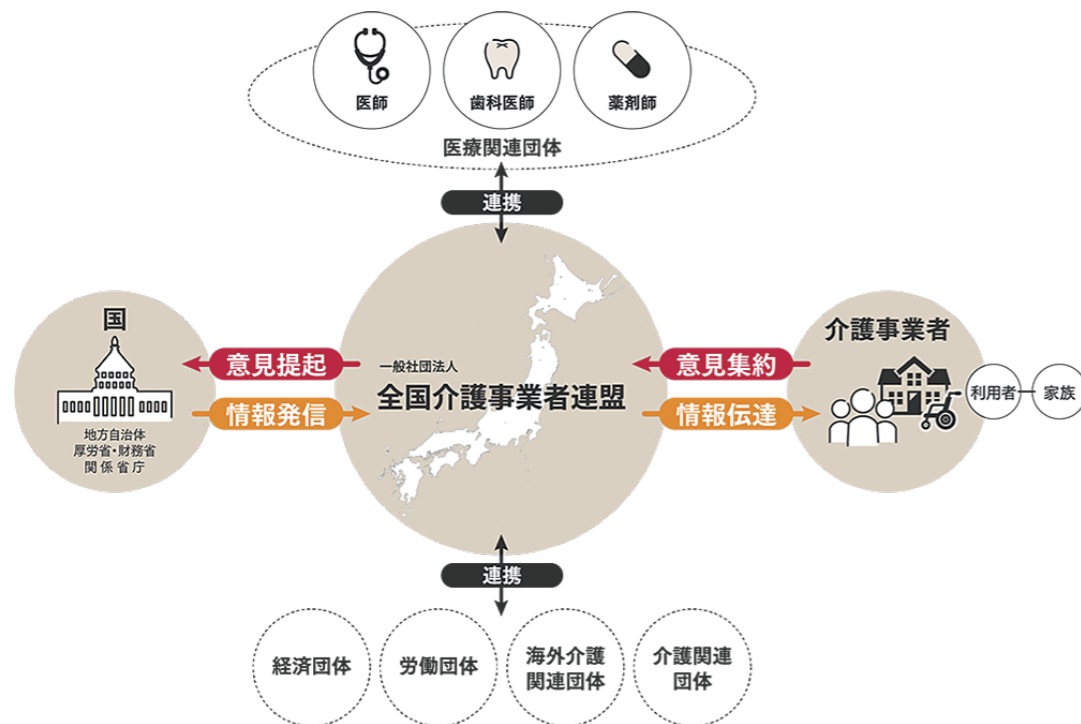 医師
歯科医師
薬剤師
医療関連団体
連携
国
地方自治体
厚労省・財務省
関係省庁
意見提起
情報発信
一般社団法人
全国介護事業者連盟
意見集約
情報伝達
介護事業者
利用者
家族
連携
経済団体
労働団体
海外介護
関連団体
介護関連
団体